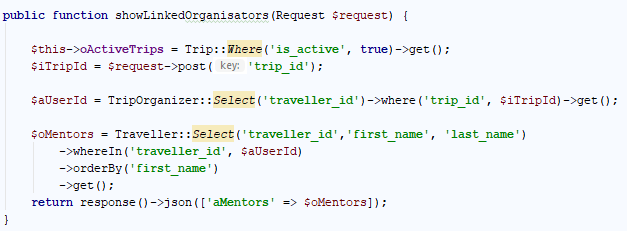 public function showLinkedOrganisators(Request $request) {
$this->oActiveTrips = Trip::Where('is_active', true)->get();
$iTripId = $request->post( key: 'trip_id');
$aUserId = TripOrganizer::Select('traveller_id')->where('trip_id', $iTripId)->get();
$oMentors = Traveller::Select('traveller_id','first_name', 'last_name')
->whereIn('traveller_id', $aUserId)
->orderBy('first_name')
->get();
return response()->json(['aMentors' => $oMentors]);
}